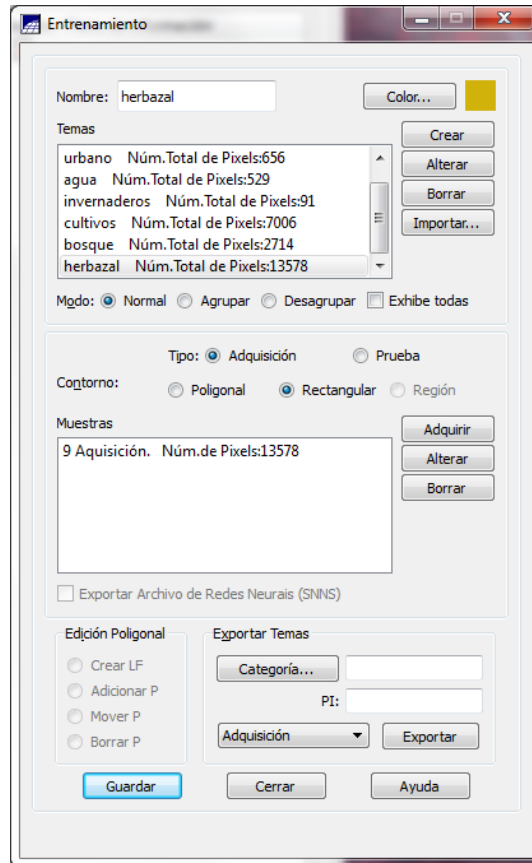 Entrenamiento
Nombre: herbazal Color...
Temas
Crear
urbano Núm.Total de Pixels:656
agua Núm.Total de Pixels:529
Alterar
invernaderos Núm.Total de Pixels:91
Borrar
cultivos Núm.Total de Pixels:7006
Importar...
bosque Núm.Total de Pixels:2714
herbazal Núm.Total de Pixels:13578
Modo: Normal Agrupar Desagrupar Exhibe todas
Tipo: Adquisición Prueba
Contorno: Poligonal Rectangular Región
Muestras
Adquirir
9 Aquisición. Núm.de Pixels:13578
Alterar
Borrar
Exportar Archivo de Redes Neurais (SNNS)
Edición Poligonal
Crear LF
Adicionar P
Mover P
Borrar P
Exportar Temas
Categoría...
PI:
Adquisición Exportar
Guardar Cerrar Ayuda